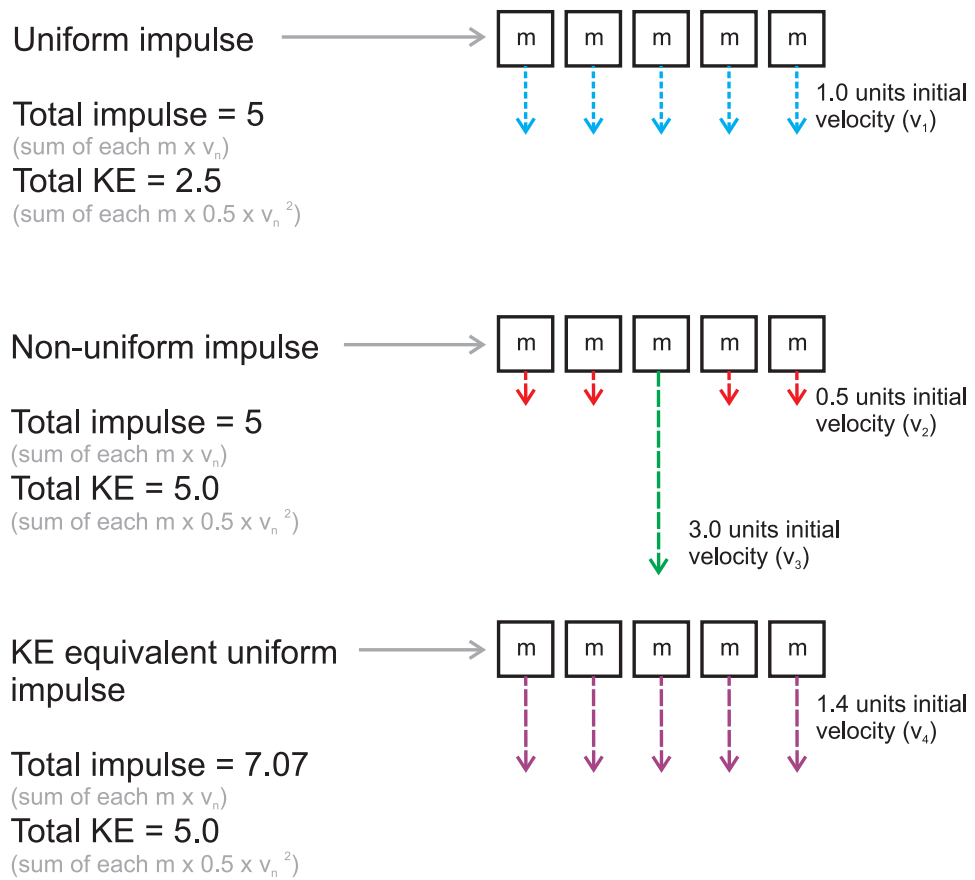 Uniform impulse
m m m m m
1.0 units initial
velocity (v₁)
Total impulse = 5
(sum of each m x vₙ)
Total KE = 2.5
(sum of each m x 0.5 x vₙ ²)
Non-uniform impulse
m m m m m
0.5 units initial
velocity (v₂)
Total impulse = 5
(sum of each m x vₙ)
Total KE = 5.0
(sum of each m x 0.5 x vₙ ²)
3.0 units initial
velocity (v₃)
KE equivalent uniform
impulse
m m m m m
1.4 units initial
velocity (v₄)
Total impulse = 7.07
(sum of each m x vₙ)
Total KE = 5.0
(sum of each m x 0.5 x vₙ ²)